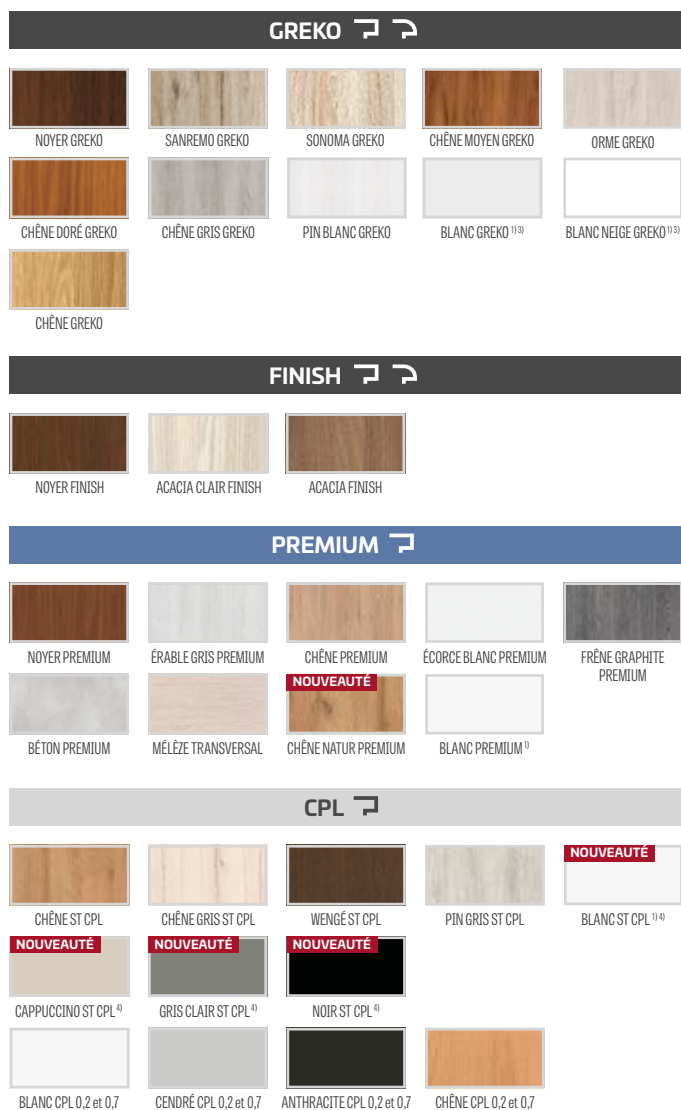 GREKO
NOYER GREKO
SANREMO GREKO
SONOMA GREKO
CHÊNE MOYEN GREKO
ORME GREKO
CHÊNE DORÉ GREKO
CHÊNE GRIS GREKO
PIN BLANC GREKO
BLANC GREKO 1) 3)
BLANC NEIGE GREKO 1) 3)
CHÊNE GREKO
FINISH
NOYER FINISH
ACACIA CLAIR FINISH
ACACIA FINISH
PREMIUM
NOYER PREMIUM
ÉRABLE GRIS PREMIUM
CHÊNE PREMIUM
ÉCORCE BLANC PREMIUM
FRÊNE GRAPHITE
PREMIUM
NOUVEAUTÉ
BÉTON PREMIUM
MÉLÈZE TRANSVERSAL
CHÊNE NATUR PREMIUM
BLANC PREMIUM 1)
CPL
NOUVEAUTÉ
CHÊNE ST CPL
CHÊNE GRIS ST CPL
WENGÉ ST CPL
PIN GRIS ST CPL
BLANC ST CPL 1) 4)
NOUVEAUTÉ
NOUVEAUTÉ
NOUVEAUTÉ
CAPPUCCINO ST CPL 4)
GRIS CLAIR ST CPL 4)
NOIR ST CPL 4)
BLANC CPL 0,2 et 0,7
CENDRÉ CPL 0,2 et 0,7
ANTHRACITE CPL 0,2 et 0,7
CHÊNE CPL 0,2 et 0,7